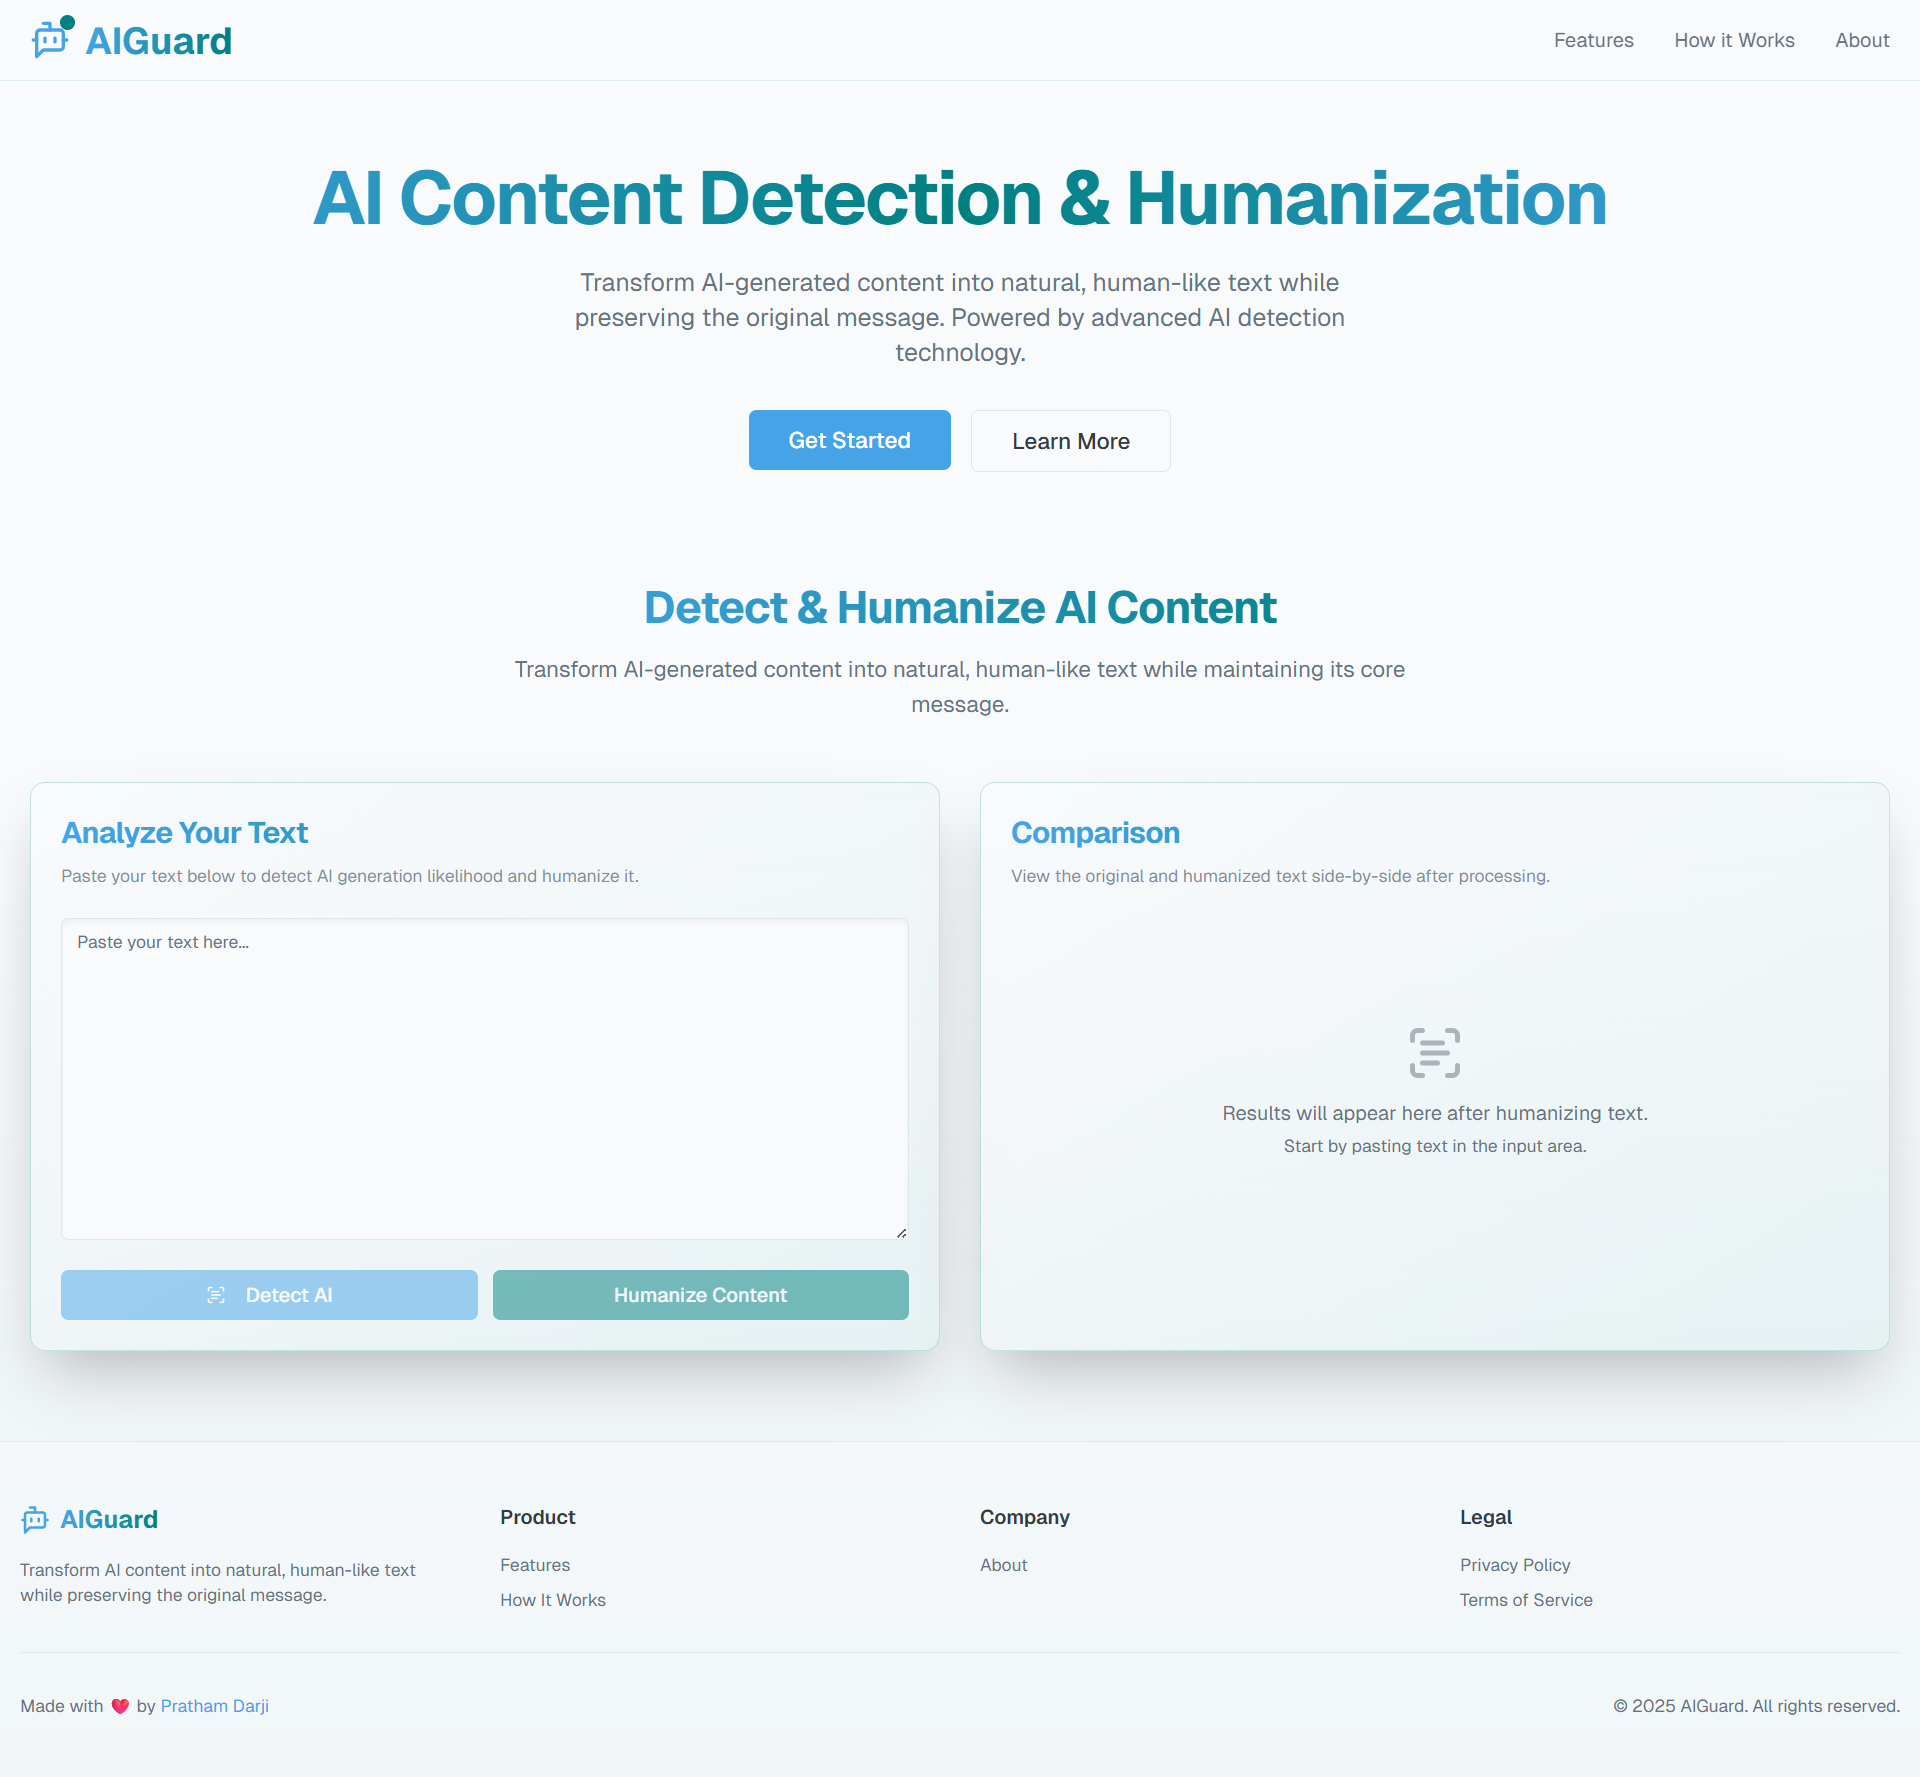 AIGuard
Features
How it Works
About
AI Content Detection & Humanization
Transform AI-generated content into natural, human-like text while
preserving the original message. Powered by advanced AI detection
technology.
Get Started
Learn More
Detect & Humanize AI Content
Transform AI-generated content into natural, human-like text while maintaining its core
message.
Analyze Your Text
Paste your text below to detect AI generation likelihood and humanize it.
Paste your text here...
Detect AI
Humanize Content
Comparison
View the original and humanized text side-by-side after processing.
Results will appear here after humanizing text.
Start by pasting text in the input area.
AIGuard
Transform AI content into natural, human-like text
while preserving the original message.
Product
Features
How It Works
Company
About
Legal
Privacy Policy
Terms of Service
Made with ❤️ by Pratham Darji
© 2025 AIGuard. All rights reserved.